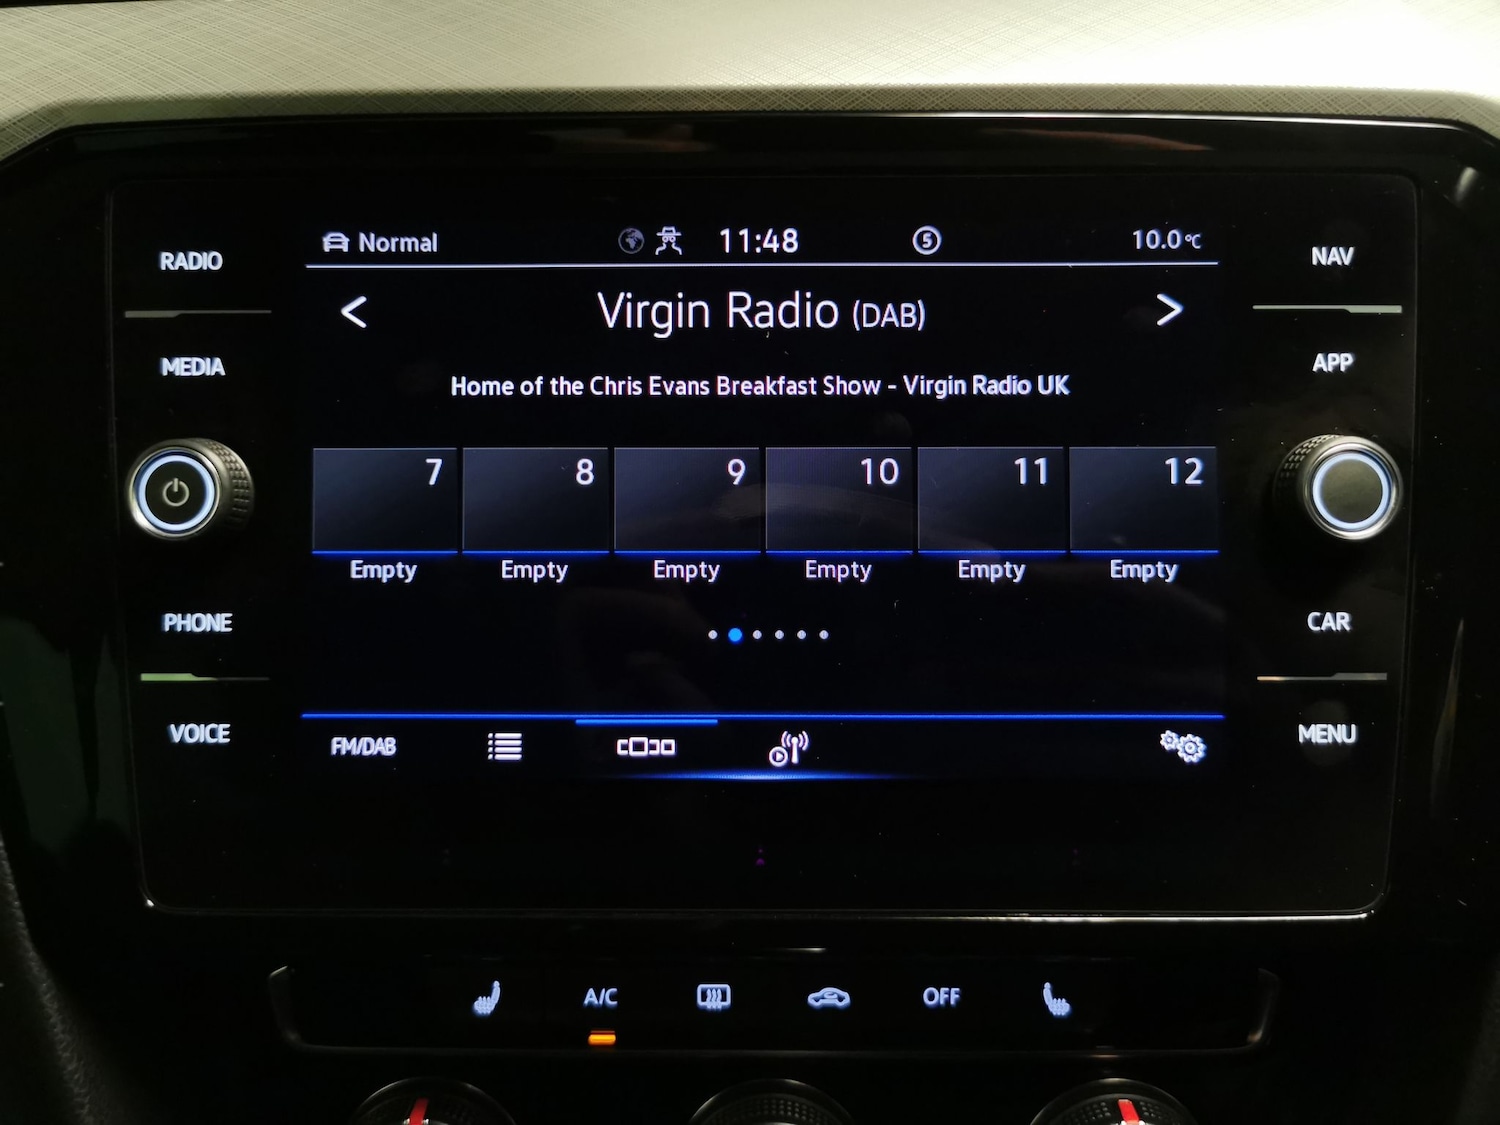 RADIO
MEDIA
PHONE
VOICE
Normal
11:48
5
10.0°C
Virgin Radio (DAB)
Home of the Chris Evans Breakfast Show - Virgin Radio UK
7 8 9 10 11 12
Empty Empty Empty Empty Empty Empty
FM/DAB
NAV
APP
CAR
MENU
A/C OFF